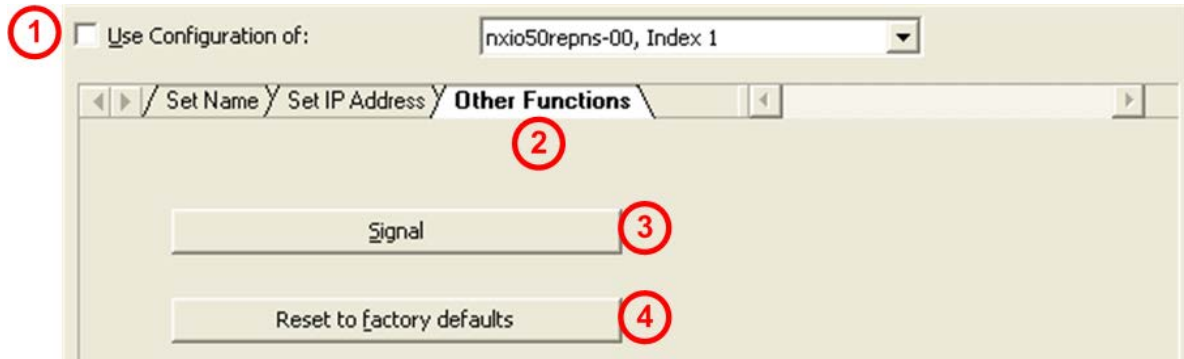 1 Use Configuration of: nxio50repns-00, Index 1
Set Name Set IP Address Other Functions
2
Signal 3
Reset to factory defaults 4